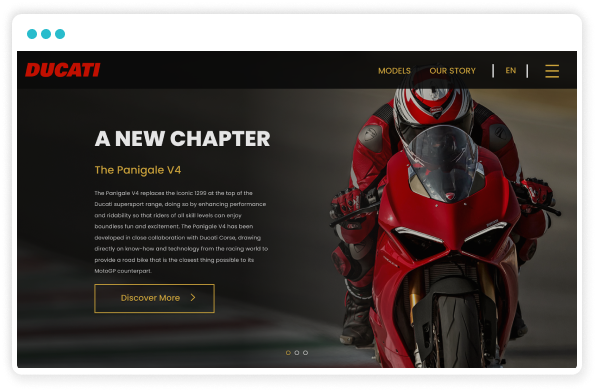 DUCATI
MODELS
OUR STORY
EN
A NEW CHAPTER
The Panigale V4
The Panigale V4 replaces the iconic 1299 at the top of the
Ducati supersport range, doing so by enhancing performance
and ridability so that riders of all skill levels can enjoy
boundless fun and excitement. The Panigale V4 has been
developed in close collaboration with Ducati Corse, drawing
directly on know-how and technology from the racing world to
provide a road bike that is the closest thing possible to its
MotoGP counterpart.
Discover More